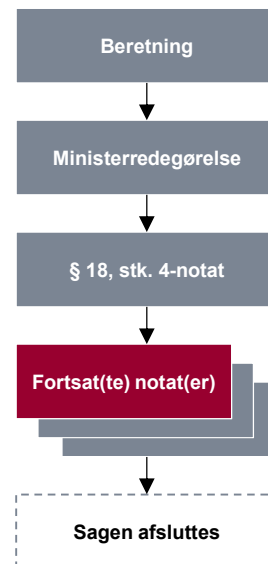 Beretning
Ministerredegørelse
§ 18, stk. 4-notat
Fortsat(te) notat(er)
Sagen afsluttes